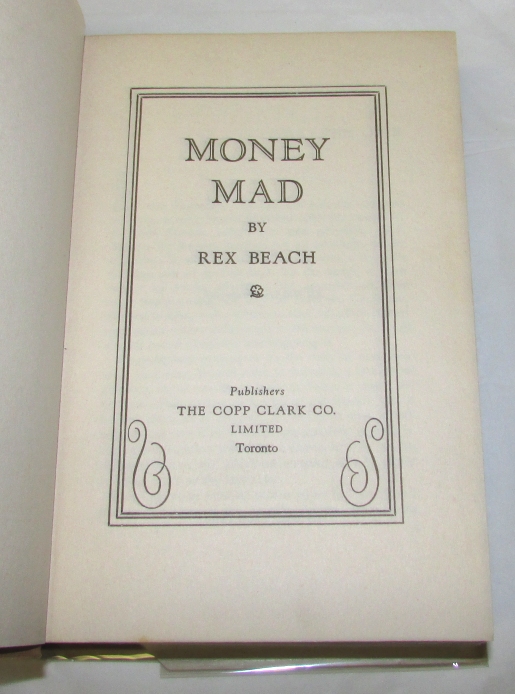 MONEY
MAD
BY
REX BEACH
Publishers
THE COPP CLARK CO.
LIMITED
Toronto